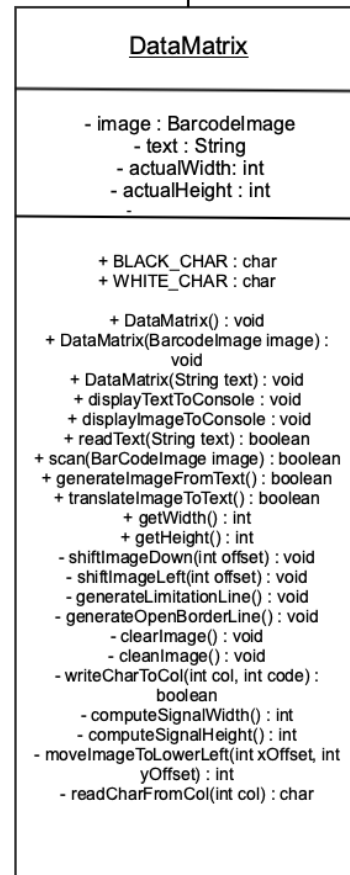 DataMatrix
- image : BarcodeImage
- text : String
- actualWidth: int
- actualHeight : int
-
+ BLACK_CHAR : char
+ WHITE_CHAR : char
+ DataMatrix() : void
+ DataMatrix(BarcodeImage image) :
void
+ DataMatrix(String text) : void
+ displayTextToConsole : void
+ displayImageToConsole : void
+ readText(String text) : boolean
+ scan(BarCodeImage image) : boolean
+ generateImageFromText() : boolean
+ translateImageToText() : boolean
+ getWidth() : int
+ getHeight() : int
- shiftImageDown(int offset) : void
- shiftImageLeft(int offset) : void
- generateLimitationLine() : void
- generateOpenBorderLine() : void
- clearImage() : void
- cleanImage() : void
- writeCharToCol(int col, int code) :
boolean
- computeSignalWidth() : int
- computeSignalHeight() : int
- moveImageToLowerLeft(int xOffset, int
yOffset) : int
- readCharFromCol(int col) : char